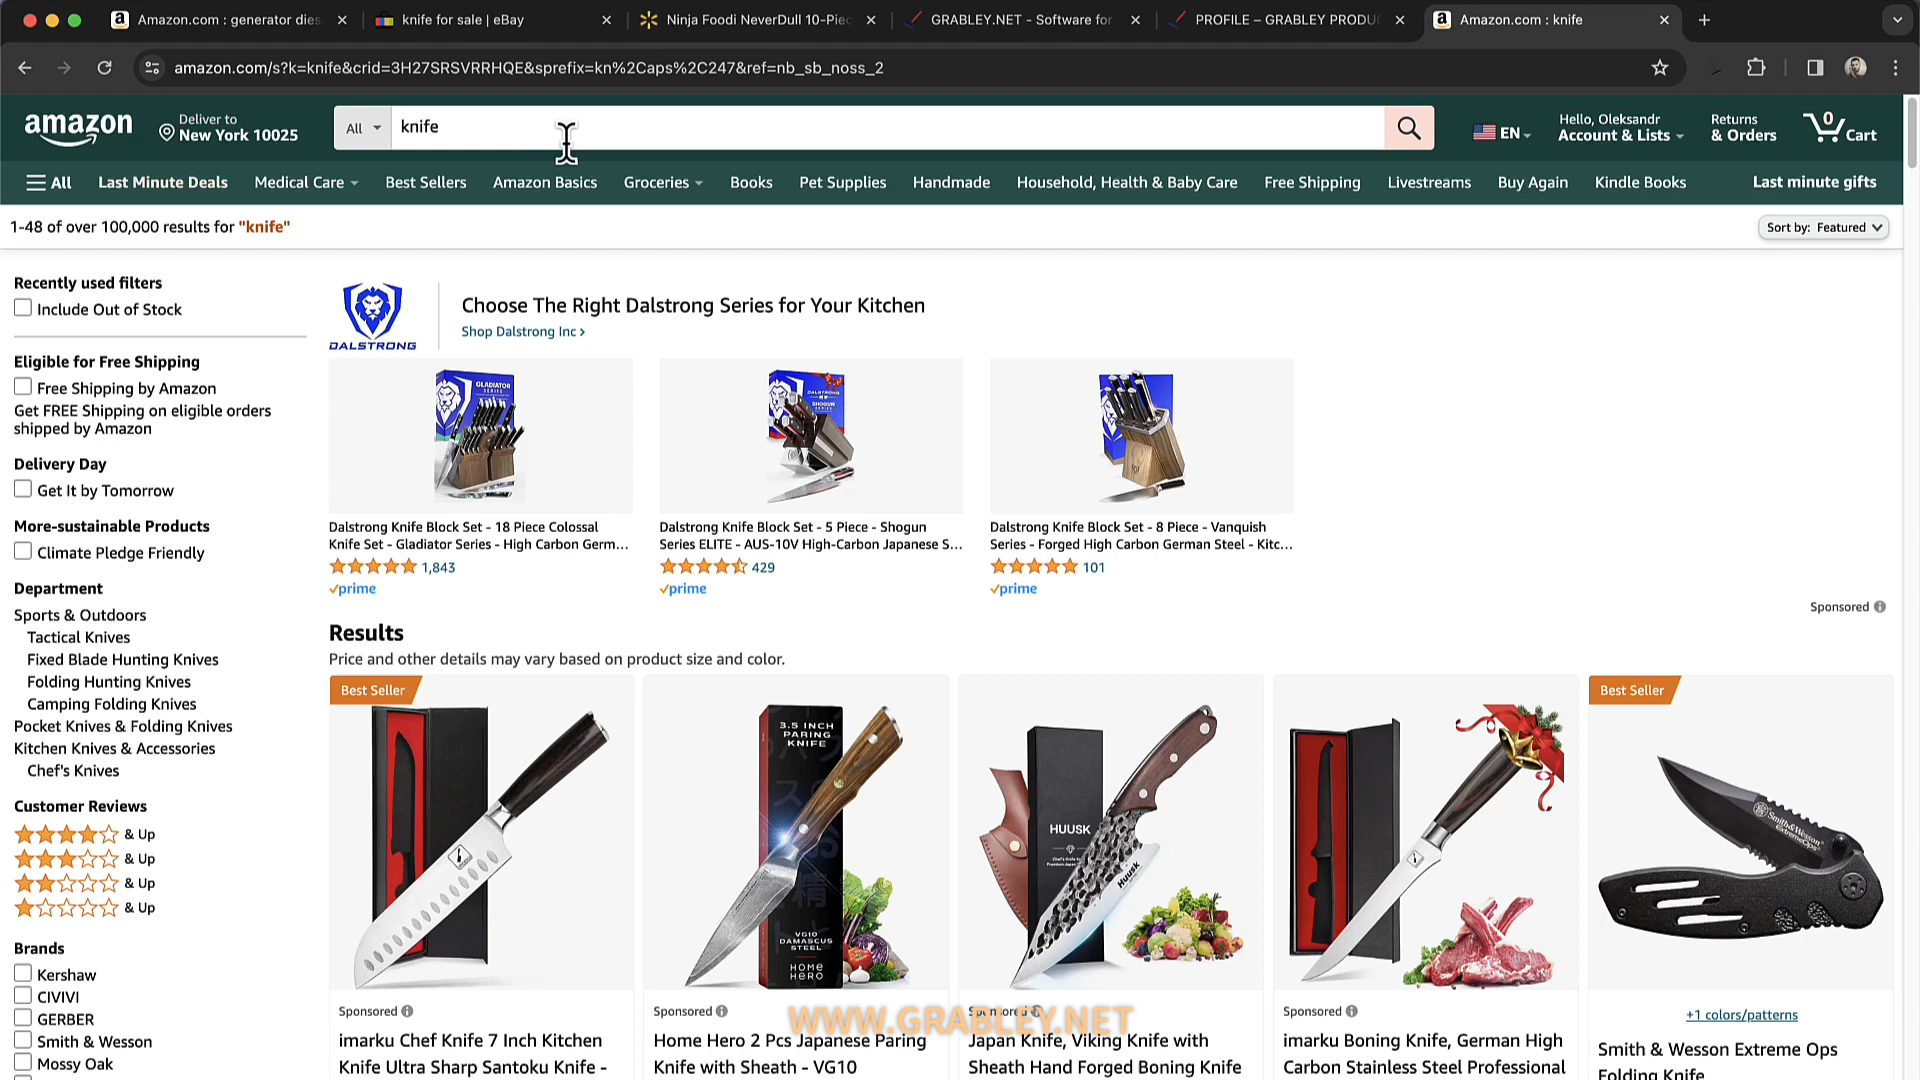 Amazon.com : generator dies
knife for sale | eBay
Ninja Foodi NeverDull 10-Piec
GRABLEY.NET - Software for
PROFILE – GRABLEY PRODU
Amazon.com : knife
amazon.com/s?k=knife&crid=3H27SRSVRRHQE&sprefix=kn%2Caps%2C247&ref=nb_sb_noss_2
amazon
Deliver to
New York 10025
All
knife
EN
Hello, Oleksandr
Account & Lists
Returns
& Orders
0
Cart
All
Last Minute Deals
Medical Care
Best Sellers
Amazon Basics
Groceries
Books
Pet Supplies
Handmade
Household, Health & Baby Care
Free Shipping
Livestreams
Buy Again
Kindle Books
Last minute gifts
1-48 of over 100,000 results for "knife"
Sort by: Featured
Recently used filters
Include Out of Stock
Eligible for Free Shipping
Free Shipping by Amazon
Get FREE Shipping on eligible orders
shipped by Amazon
Delivery Day
Get It by Tomorrow
More-sustainable Products
Climate Pledge Friendly
Department
Sports & Outdoors
Tactical Knives
Fixed Blade Hunting Knives
Folding Hunting Knives
Camping Folding Knives
Pocket Knives & Folding Knives
Kitchen Knives & Accessories
Chef's Knives
Customer Reviews
& Up
& Up
& Up
& Up
Brands
Kershaw
CIVIVI
GERBER
Smith & Wesson
Mossy Oak
DALSTRONG
Choose The Right Dalstrong Series for Your Kitchen
Shop Dalstrong Inc ›
GLADIATOR
SERIES
DALSTRONG
SHOGUN
SERIES
Dalstrong Knife Block Set - 18 Piece Colossal
Knife Set - Gladiator Series - High Carbon Germ...
1,843
prime
Dalstrong Knife Block Set - 5 Piece - Shogun
Series ELITE - AUS-10V High-Carbon Japanese S...
429
prime
Dalstrong Knife Block Set - 8 Piece - Vanquish
Series - Forged High Carbon German Steel - Kitc...
101
prime
Sponsored
Results
Price and other details may vary based on product size and color.
Best Seller
Sponsored
imarku Chef Knife 7 Inch Kitchen
Knife Ultra Sharp Santoku Knife -
3.5 INCH
PARING
KNIFE
VG10
DAMASCUS
STEEL
HOME
HERO
Sponsored
Home Hero 2 Pcs Japanese Paring
Knife with Sheath - VG10
HUUSK
Huusk
Sponsored
Japan Knife, Viking Knife with
Sheath Hand Forged Boning Knife
Sponsored
imarku Boning Knife, German High
Carbon Stainless Steel Professional
Best Seller
Smith&Wesson
ExtremeOps
+1 colors/patterns
Smith & Wesson Extreme Ops
Folding Knife
WWW.GRABLEY.NET